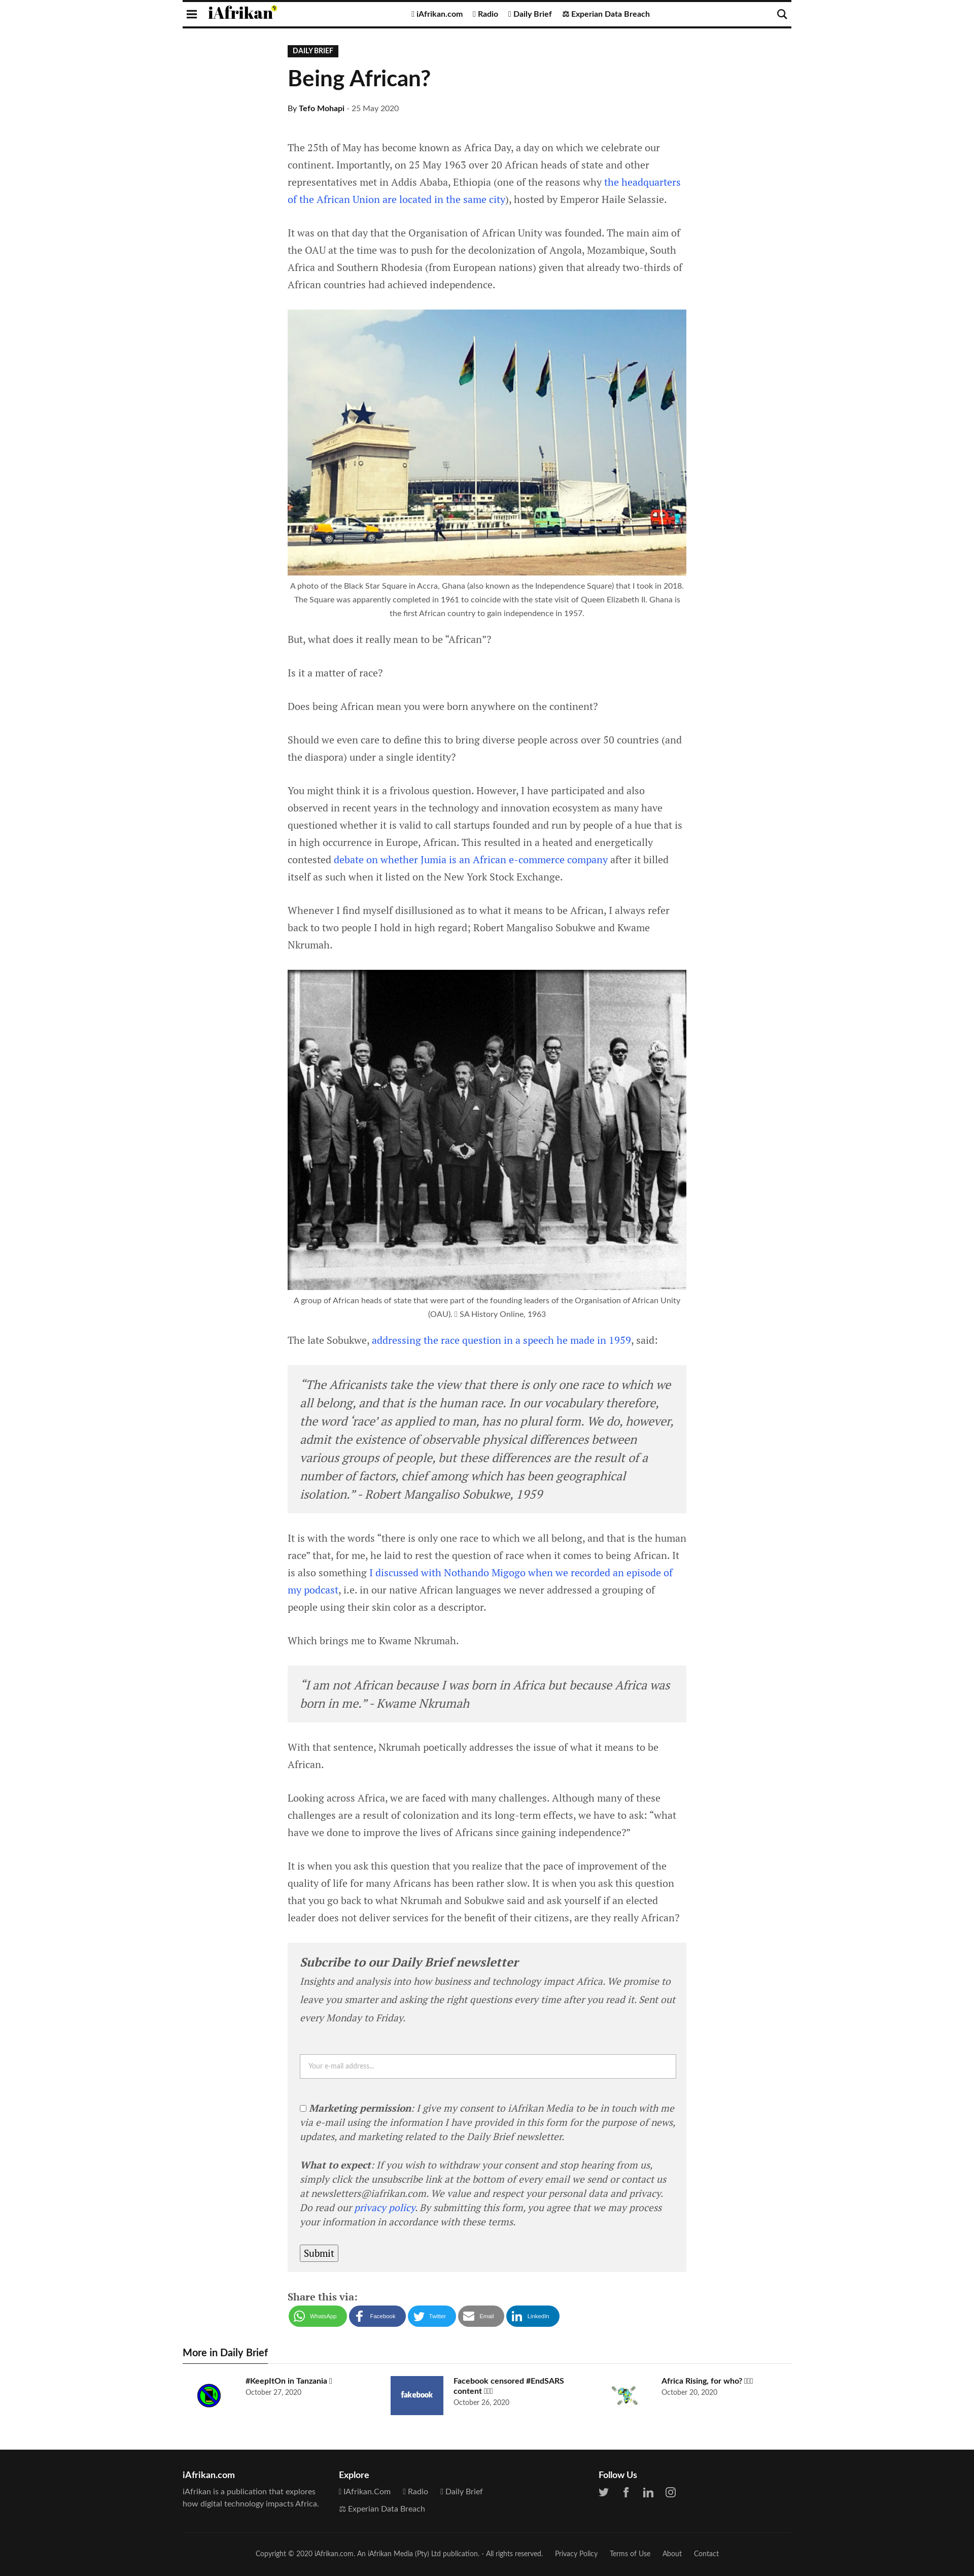 iAfrikan
iAfrikan.com Radio Daily Brief ⚖ Experian Data Breach
DAILY BRIEF
Being African?
By Tefo Mohapi - 25 May 2020
The 25th of May has become known as Africa Day, a day on which we celebrate our
continent. Importantly, on 25 May 1963 over 20 African heads of state and other
representatives met in Addis Ababa, Ethiopia (one of the reasons why the headquarters
of the African Union are located in the same city), hosted by Emperor Haile Selassie.
It was on that day that the Organisation of African Unity was founded. The main aim of
the OAU at the time was to push for the decolonization of Angola, Mozambique, South
Africa and Southern Rhodesia (from European nations) given that already two-thirds of
African countries had achieved independence.
A photo of the Black Star Square in Accra, Ghana (also known as the Independence Square) that I took in 2018.
The Square was apparently completed in 1961 to coincide with the state visit of Queen Elizabeth II. Ghana is
the first African country to gain independence in 1957.
But, what does it really mean to be “African”?
Is it a matter of race?
Does being African mean you were born anywhere on the continent?
Should we even care to define this to bring diverse people across over 50 countries (and
the diaspora) under a single identity?
You might think it is a frivolous question. However, I have participated and also
observed in recent years in the technology and innovation ecosystem as many have
questioned whether it is valid to call startups founded and run by people of a hue that is
in high occurrence in Europe, African. This resulted in a heated and energetically
contested debate on whether Jumia is an African e-commerce company after it billed
itself as such when it listed on the New York Stock Exchange.
Whenever I find myself disillusioned as to what it means to be African, I always refer
back to two people I hold in high regard; Robert Mangaliso Sobukwe and Kwame
Nkrumah.
A group of African heads of state that were part of the founding leaders of the Organisation of African Unity
(OAU). SA History Online, 1963
The late Sobukwe, addressing the race question in a speech he made in 1959, said:
“The Africanists take the view that there is only one race to which we
all belong, and that is the human race. In our vocabulary therefore,
the word ‘race’ as applied to man, has no plural form. We do, however,
admit the existence of observable physical differences between
various groups of people, but these differences are the result of a
number of factors, chief among which has been geographical
isolation.” - Robert Mangaliso Sobukwe, 1959
It is with the words “there is only one race to which we all belong, and that is the human
race” that, for me, he laid to rest the question of race when it comes to being African. It
is also something I discussed with Nothando Migogo when we recorded an episode of
my podcast, i.e. in our native African languages we never addressed a grouping of
people using their skin color as a descriptor.
Which brings me to Kwame Nkrumah.
“I am not African because I was born in Africa but because Africa was
born in me.” - Kwame Nkrumah
With that sentence, Nkrumah poetically addresses the issue of what it means to be
African.
Looking across Africa, we are faced with many challenges. Although many of these
challenges are a result of colonization and its long-term effects, we have to ask: “what
have we done to improve the lives of Africans since gaining independence?”
It is when you ask this question that you realize that the pace of improvement of the
quality of life for many Africans has been rather slow. It is when you ask this question
that you go back to what Nkrumah and Sobukwe said and ask yourself if an elected
leader does not deliver services for the benefit of their citizens, are they really African?
Subcribe to our Daily Brief newsletter
Insights and analysis into how business and technology impact Africa. We promise to
leave you smarter and asking the right questions every time after you read it. Sent out
every Monday to Friday.
Your e-mail address...
Marketing permission: I give my consent to iAfrikan Media to be in touch with me
via e-mail using the information I have provided in this form for the purpose of news,
updates, and marketing related to the Daily Brief newsletter.
What to expect: If you wish to withdraw your consent and stop hearing from us,
simply click the unsubscribe link at the bottom of every email we send or contact us
at newsletters@iafrikan.com. We value and respect your personal data and privacy.
Do read our privacy policy. By submitting this form, you agree that we may process
your information in accordance with these terms.
Submit
Share this via:
WhatsApp Facebook Twitter Email LinkedIn
More in Daily Brief
#KeepItOn in Tanzania
October 27, 2020
fakebook
Facebook censored #EndSARS
content
October 26, 2020
Africa Rising, for who?
October 20, 2020
iAfrikan.com
iAfrikan is a publication that explores
how digital technology impacts Africa.
Explore
IAfrikan.Com Radio Daily Brief
⚖ Experian Data Breach
Follow Us
Copyright © 2020 iAfrikan.com. An iAfrikan Media (Pty) Ltd publication. - All rights reserved. Privacy Policy Terms of Use About Contact